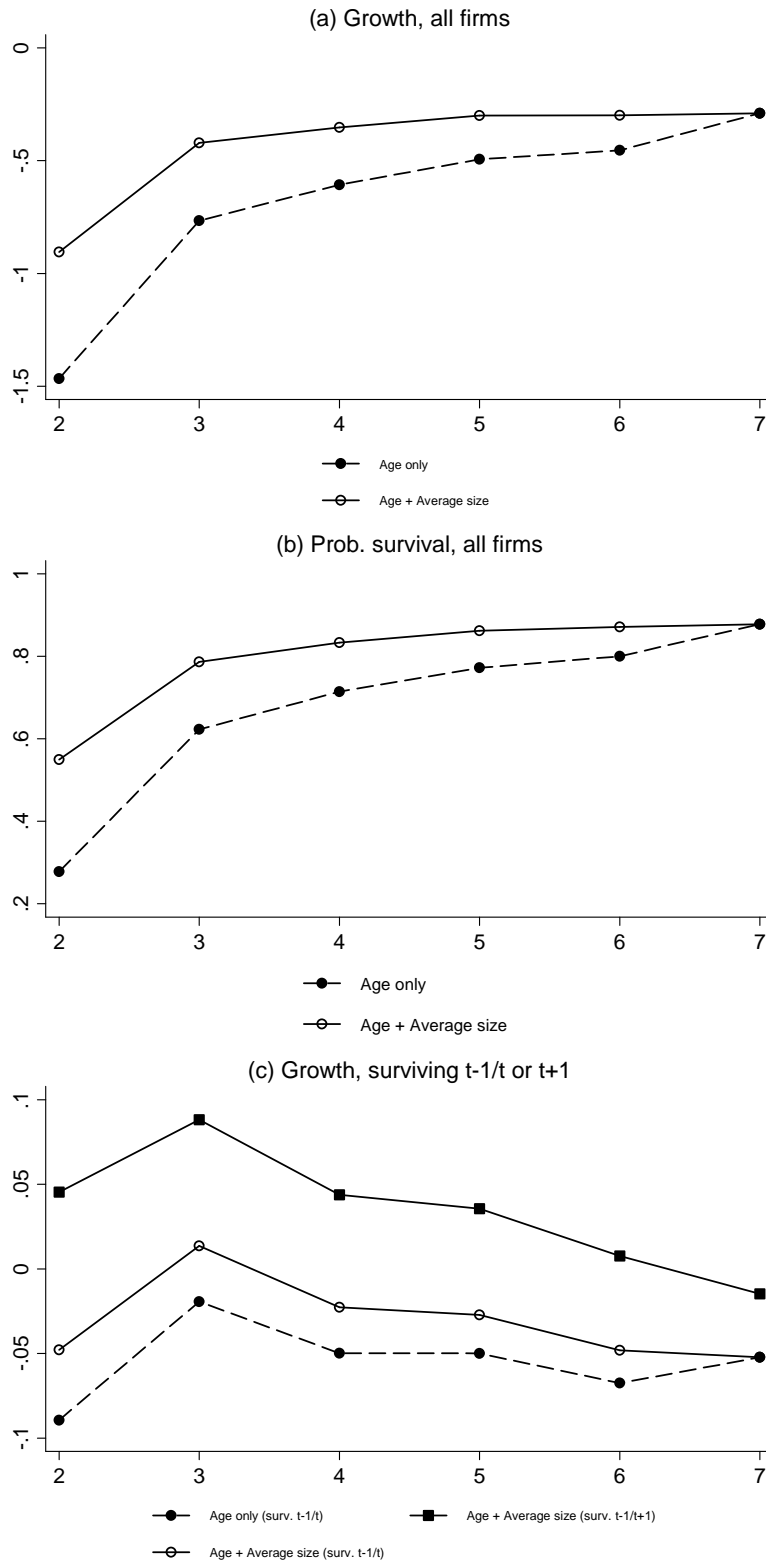 (a) Growth, all firms
0
-.5
-1
-1.5
2 3 4 5 6 7
Age only
Age + Average size
(b) Prob. survival, all firms
1
.8
.6
.4
.2
2 3 4 5 6 7
Age only
Age + Average size
(c) Growth, surviving t-1/t or t+1
.1
.05
0
-.05
-.1
2 3 4 5 6 7
Age only (surv. t-1/t) Age + Average size (surv. t-1/t+1)
Age + Average size (surv. t-1/t)